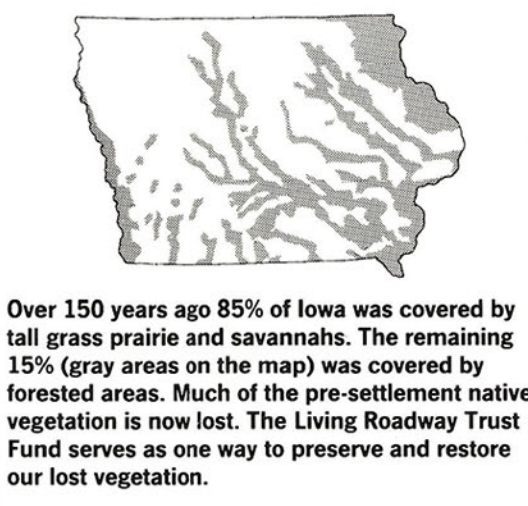 Over 150 years ago 85% of Iowa was covered by
tall grass prairie and savannahs. The remaining
15% (gray areas on the map) was covered by
forested areas. Much of the pre-settlement native
vegetation is now lost. The Living Roadway Trust
Fund serves as one way to preserve and restore
our lost vegetation.